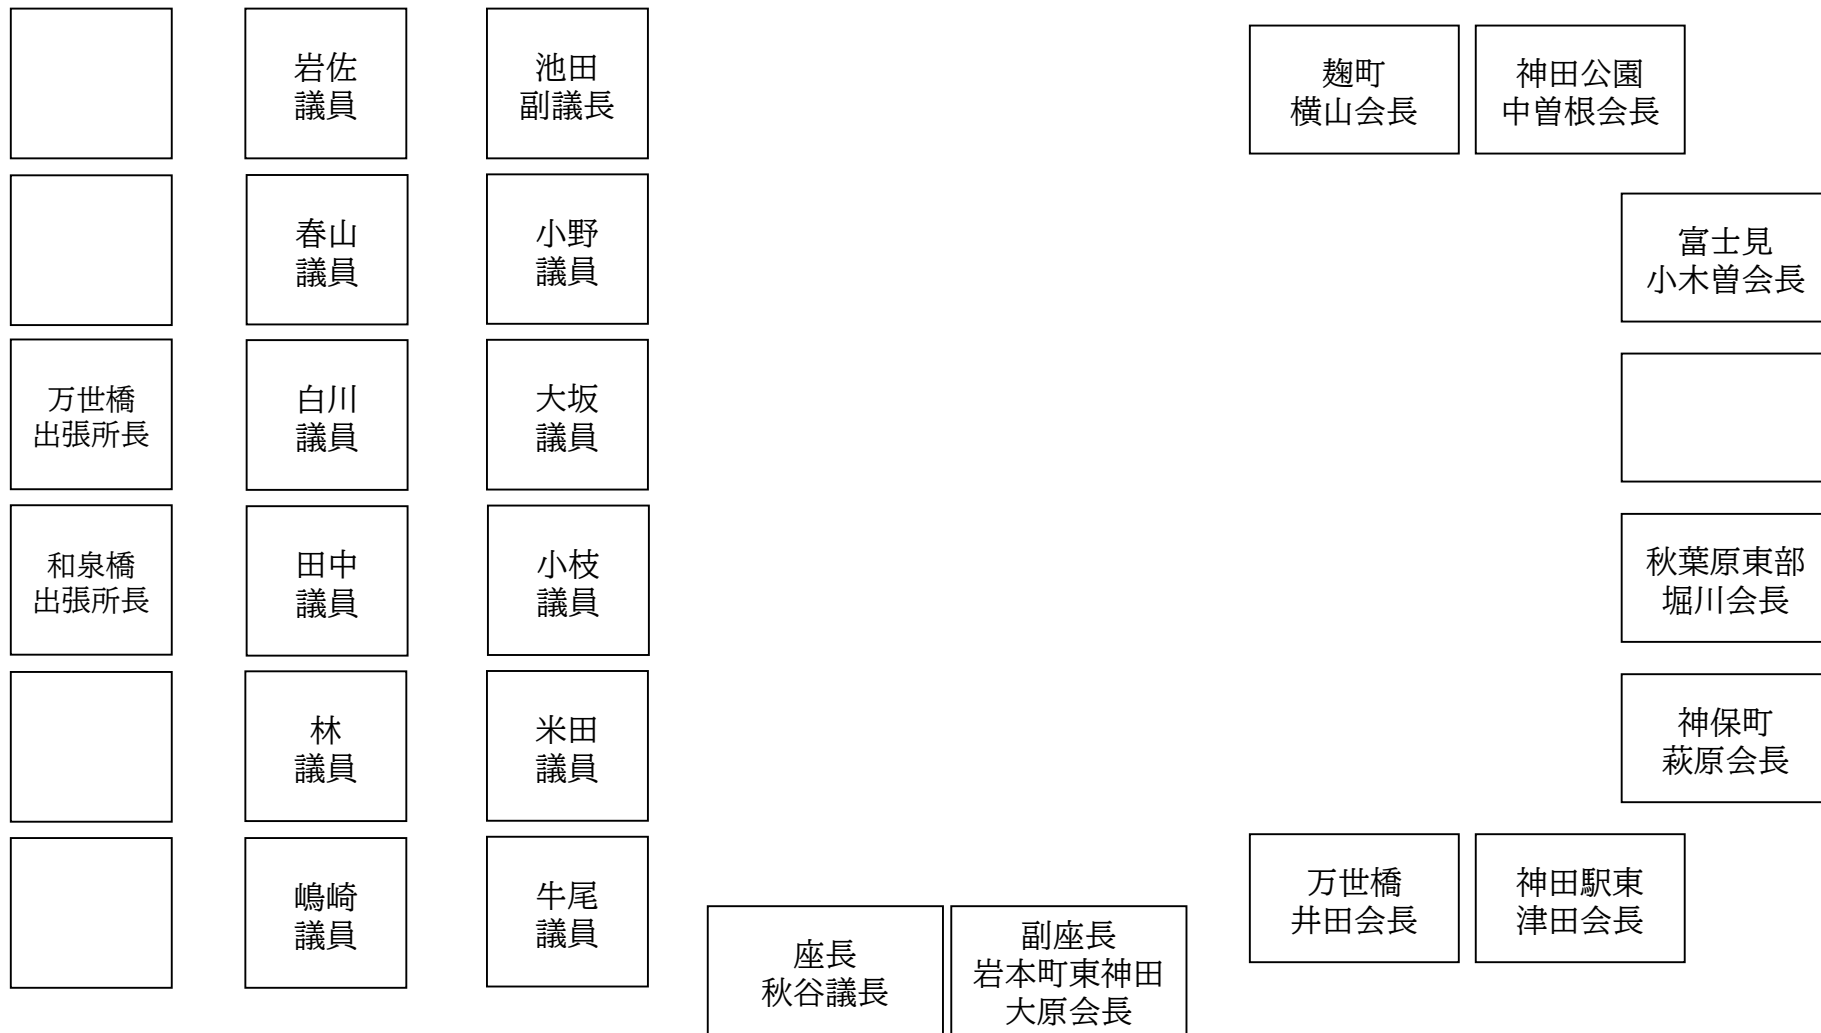 岩佐
議員
池田
副議長
麹町
横山会長
神田公園
中曽根会長
春山
議員
小野
議員
富士見
小木曽会長
万世橋
出張所長
白川
議員
大坂
議員
和泉橋
出張所長
田中
議員
小枝
議員
秋葉原東部
堀川会長
林
議員
米田
議員
神保町
萩原会長
嶋崎
議員
牛尾
議員
万世橋
井田会長
神田駅東
津田会長
座長
秋谷議長
副座長
岩本町東神田
大原会長